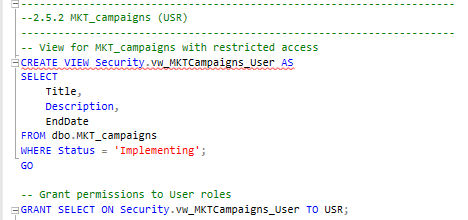 --------------------------------------------------------------------
--2.5.2 MKT_campaigns (USR)
--------------------------------------------------------------------
-- View for MKT_campaigns with restricted access
CREATE VIEW Security.vw_MKTCampaigns_User AS
SELECT
    Title,
    Description,
    EndDate
FROM dbo.MKT_campaigns
WHERE Status = 'Implementing';
GO

-- Grant permissions to User roles
GRANT SELECT ON Security.vw_MKTCampaigns_User TO USR;